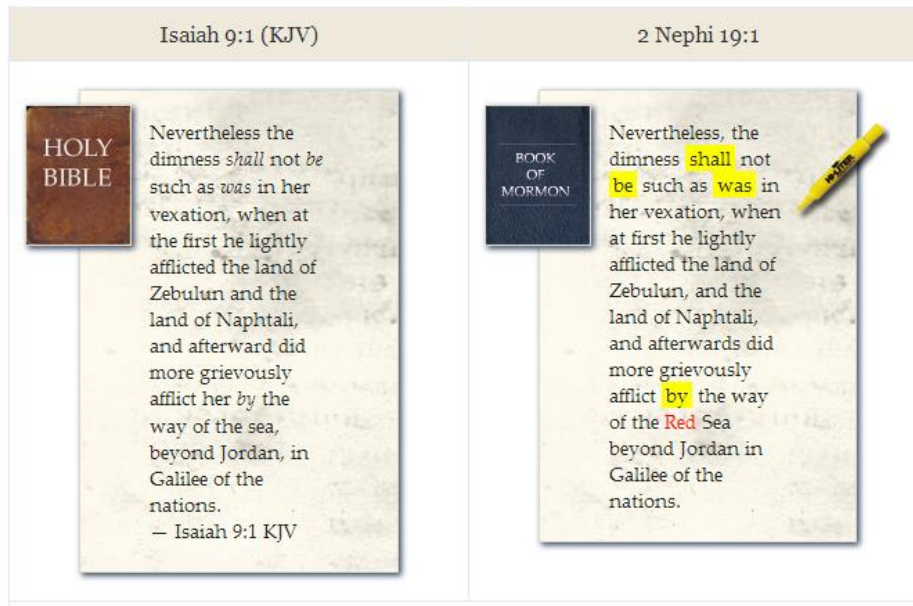 Isaiah 9:1 (KJV)
HOLY
BIBLE
Nevertheless the
dimness shall not be
such as was in her
vexation, when at
the first he lightly
afflicted the land of
Zebulun and the
land of Naphtali,
and afterward did
more grievously
afflict her by the
way of the sea,
beyond Jordan, in
Galilee of the
nations.
— Isaiah 9:1 KJV
2 Nephi 19:1
BOOK
OF
MORMON
Nevertheless, the
dimness shall not
be such as was in
her vexation, when
at first he lightly
afflicted the land of
Zebulun, and the
land of Naphtali,
and afterwards did
more grievously
afflict by the way
of the Red Sea
beyond Jordan in
Galilee of the
nations.